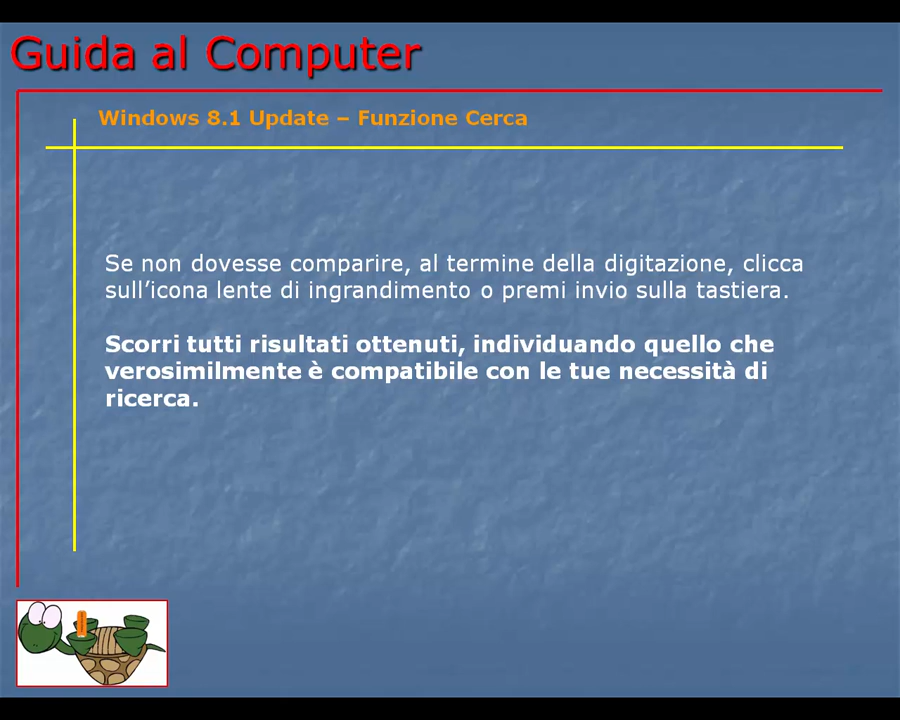 Guida al Computer
Windows 8.1 Update – Funzione Cerca
Se non dovesse comparire, al termine della digitazione, clicca
sull’icona lente di ingrandimento o premi invio sulla tastiera.
Scorri tutti risultati ottenuti, individuando quello che
verosimilmente è compatibile con le tue necessità di
ricerca.